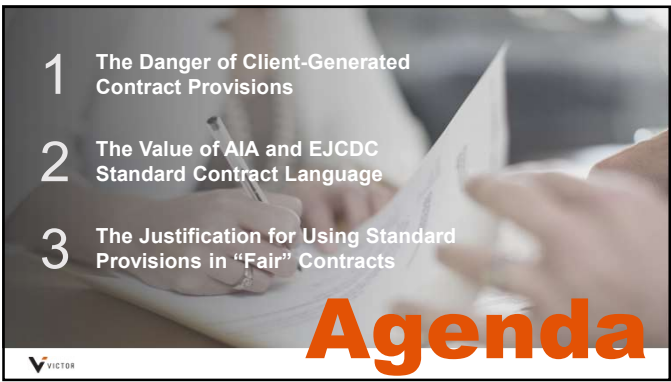 1
The Danger of Client-Generated
Contract Provisions
2
The Value of AIA and EJCDC
Standard Contract Language
3
The Justification for Using Standard
Provisions in “Fair” Contracts
Agenda
VICTOR